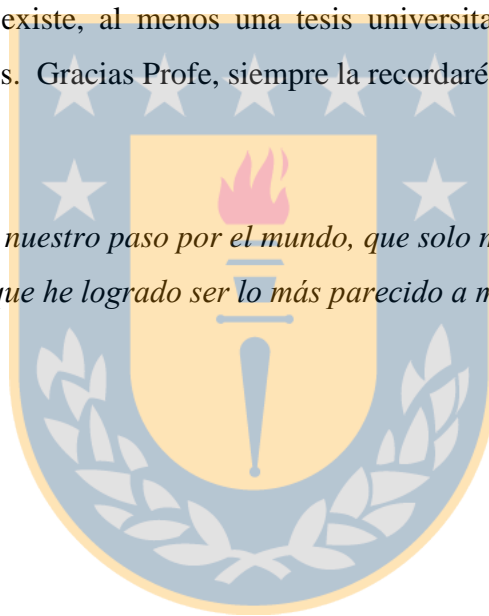 existe, al menos una tesis universita
s. Gracias Profe, siempre la recordaré
nuestro paso por el mundo, que solo
que he logrado ser lo más parecido a